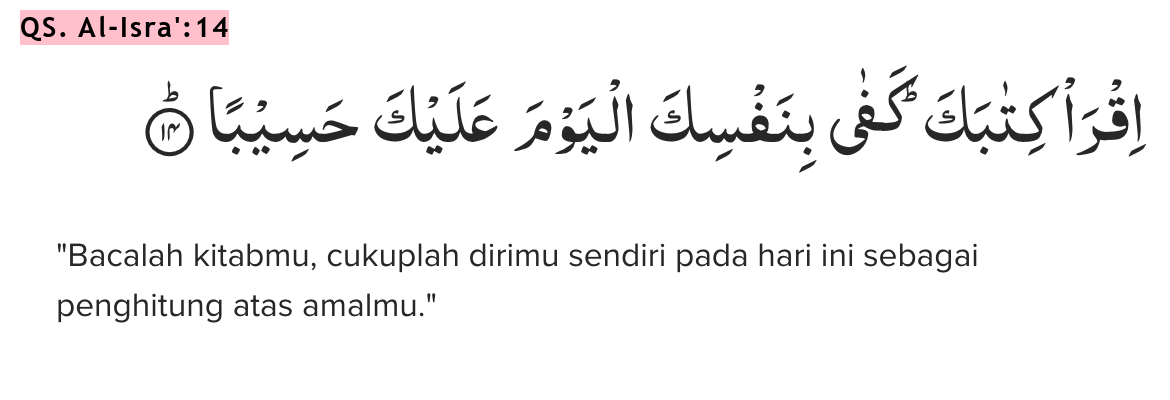 QS. Al-Isra':14
اِقْرَأْ كِتٰبَكَۗ كَفٰى بِنَفْسِكَ الْيَوْمَ عَلَيْكَ حَسِيْبًاۗ ۝١٤
"Bacalah kitabmu, cukuplah dirimu sendiri pada hari ini sebagai
penghitung atas amalmu."